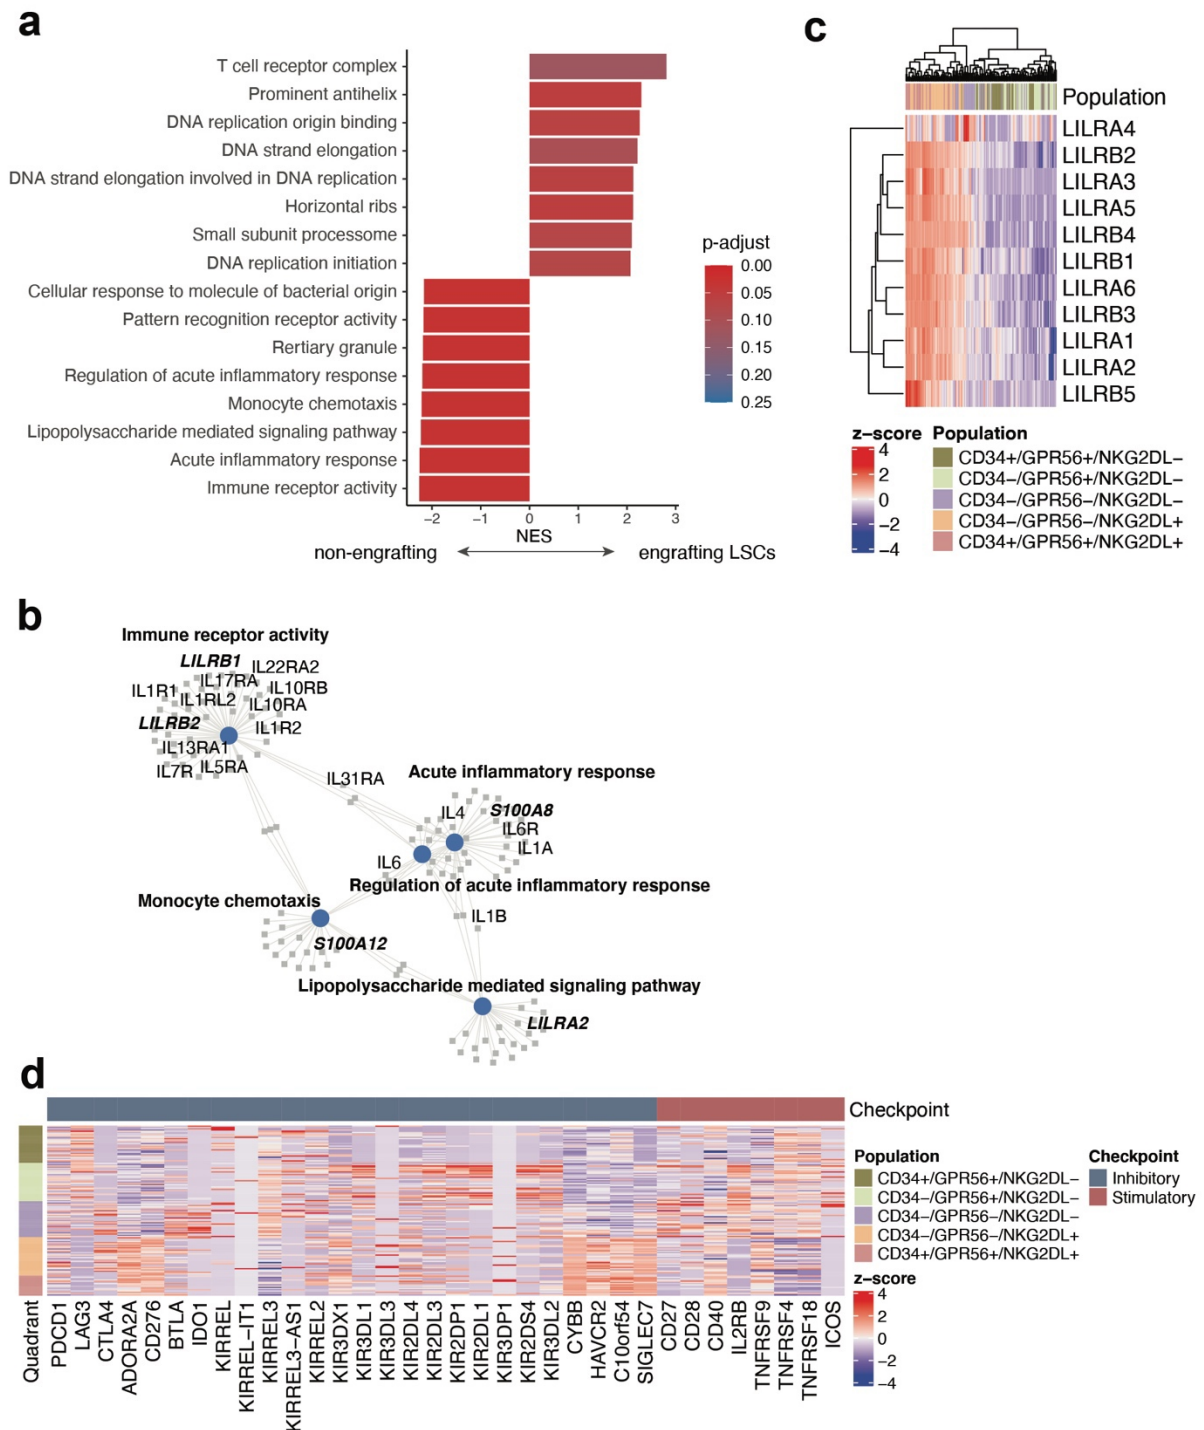 a
T cell receptor complex
Prominent antihelix
DNA replication origin binding
DNA strand elongation
DNA strand elongation involved in DNA replication
Horizontal ribs
Small subunit processome
DNA replication initiation
Cellular response to molecule of bacterial origin
Pattern recognition receptor activity
Rertiary granule
Regulation of acute inflammatory response
Monocyte chemotaxis
Lipopolysaccharide mediated signaling pathway
Acute inflammatory response
Immune receptor activity
−2 −1 0 1 2 3
NES
non-engrafting engrafting LSCs
p-adjust
0.00
0.05
0.10
0.15
0.20
0.25
c
Population
LILRA4
LILRB2
LILRA3
LILRA5
LILRB4
LILRB1
LILRA6
LILRB3
LILRA1
LILRA2
LILRB5
z−score
4
2
0
−2
−4
Population
CD34+/GPR56+/NKG2DL−
CD34−/GPR56+/NKG2DL−
CD34−/GPR56−/NKG2DL−
CD34−/GPR56−/NKG2DL+
CD34+/GPR56+/NKG2DL+
b
Immune receptor activity
LILRB1
IL22RA2
IL17RA
IL1R1
IL10RB
IL1RL2
IL10RA
LILRB2
IL1R2
IL13RA1
IL7R
IL5RA
IL31RA
Acute inflammatory response
IL4
S100A8
IL6R
IL1A
IL6
Regulation of acute inflammatory response
Monocyte chemotaxis
IL1B
S100A12
Lipopolysaccharide mediated signaling pathway
LILRA2
d
Checkpoint
Quadrant
PDCD1
LAG3
CTLA4
ADORA2A
CD276
BTLA
IDO1
KIRREL
KIRREL−IT1
KIRREL3
KIRREL3−AS1
KIRREL2
KIR3DX1
KIR3DL1
KIR3DL3
KIR2DL4
KIR2DL3
KIR2DP1
KIR2DL1
KIR3DP1
KIR2DS4
KIR3DL2
CYBB
HAVCR2
C10orf54
SIGLEC7
CD27
CD28
CD40
IL2RB
TNFRSF9
TNFRSF4
TNFRSF18
ICOS
Population
CD34+/GPR56+/NKG2DL−
CD34−/GPR56+/NKG2DL−
CD34−/GPR56−/NKG2DL−
CD34−/GPR56−/NKG2DL+
CD34+/GPR56+/NKG2DL+
Checkpoint
Inhibitory
Stimulatory
z−score
4
2
0
−2
−4